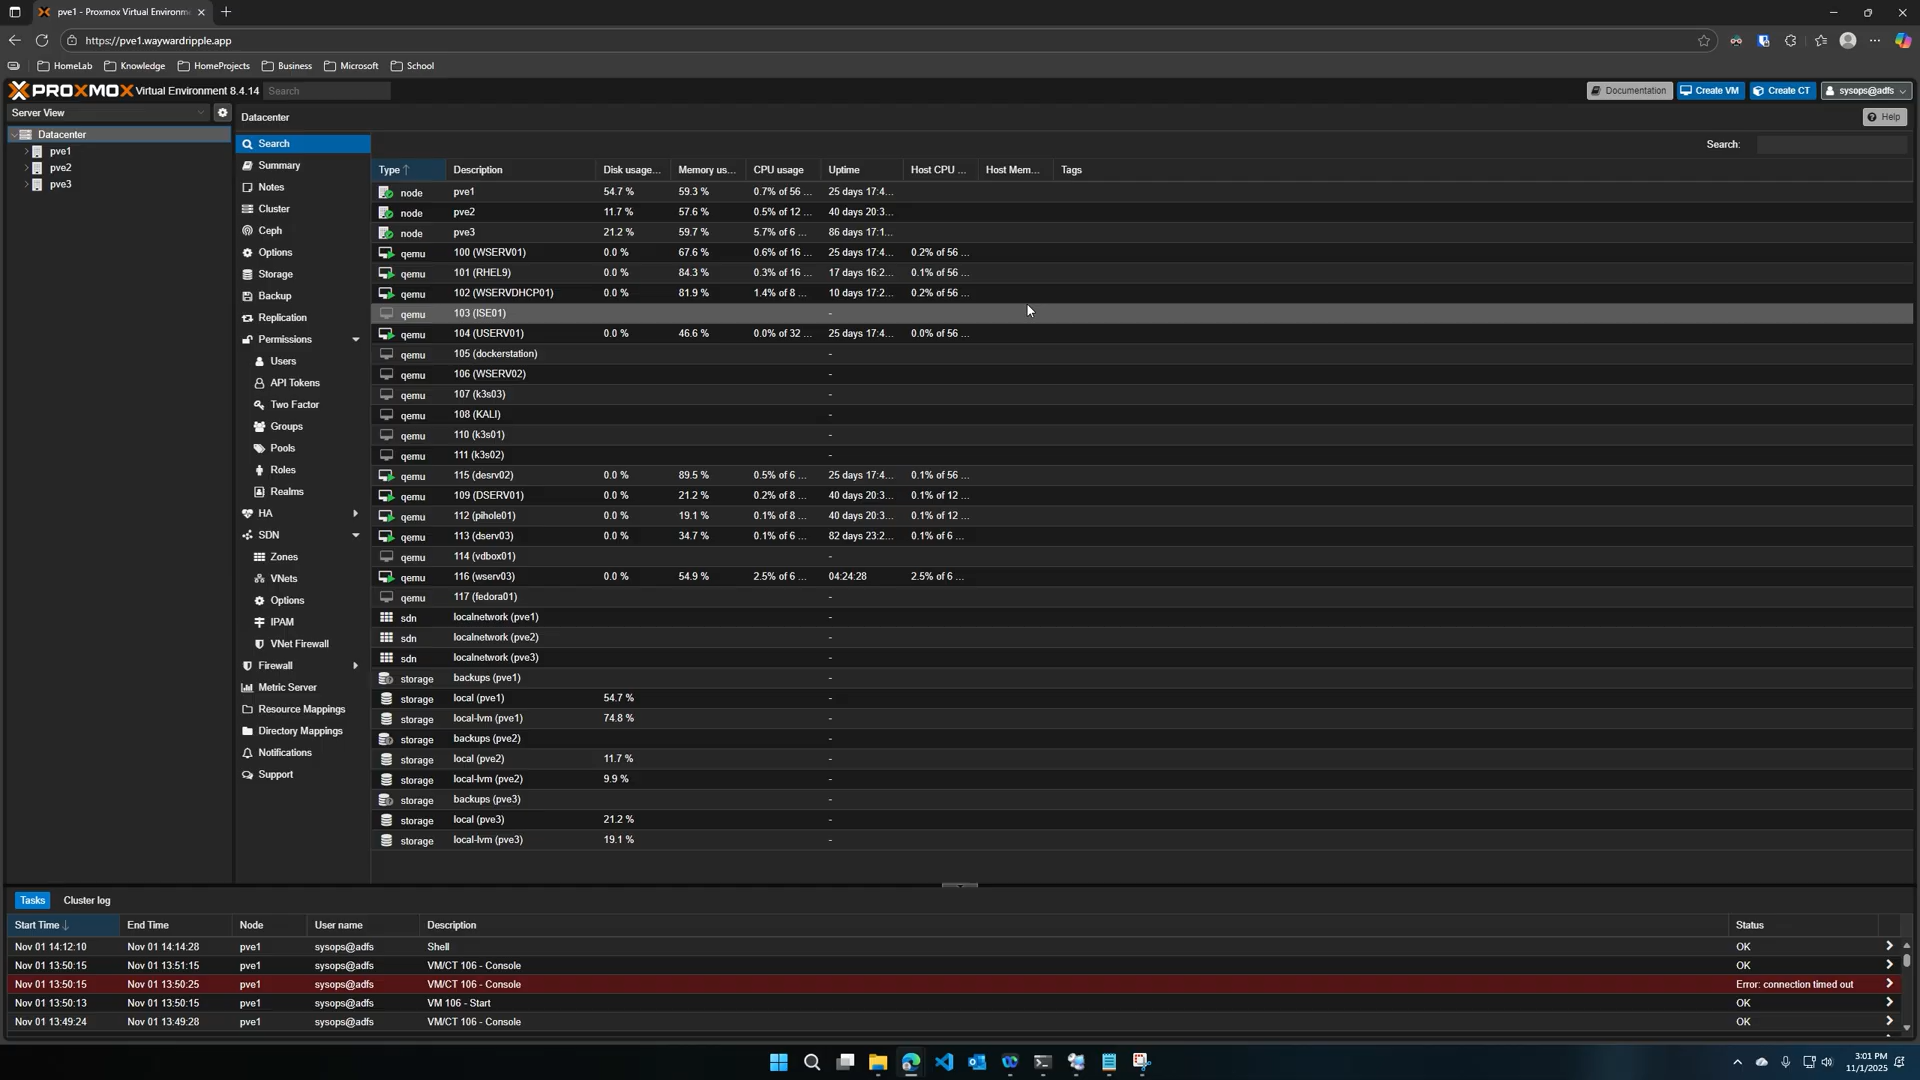 pve1 - Proxmox Virtual Environm
https://pve1.waywardripple.app
HomeLab Knowledge HomeProjects Business Microsoft School
PROXMOX Virtual Environment 8.4.14 Search Documentation Create VM Create CT sysops@adfs
Server View Datacenter Help
Datacenter
pve1
pve2
pve3
Search
Summary
Notes
Cluster
Ceph
Options
Storage
Backup
Replication
Permissions
Users
API Tokens
Two Factor
Groups
Pools
Roles
Realms
HA
SDN
Zones
VNets
Options
IPAM
VNet Firewall
Firewall
Metric Server
Resource Mappings
Directory Mappings
Notifications
Support
Search:
Type Description Disk usage... Memory us... CPU usage Uptime Host CPU ... Host Mem... Tags
node pve1 54.7 % 59.3 % 0.7% of 56 ... 25 days 17:4...
node pve2 11.7 % 57.6 % 0.5% of 12 ... 40 days 20:3...
node pve3 21.2 % 59.7 % 5.7% of 6 ... 86 days 17:1...
qemu 100 (WSERV01) 0.0 % 67.6 % 0.6% of 16 ... 25 days 17:4... 0.2% of 56 ...
qemu 101 (RHEL9) 0.0 % 84.3 % 0.3% of 16 ... 17 days 16:2... 0.1% of 56 ...
qemu 102 (WSERVDHCP01) 0.0 % 81.9 % 1.4% of 8 ... 10 days 17:2... 0.2% of 56 ...
qemu 103 (ISE01) -
qemu 104 (USERV01) 0.0 % 46.6 % 0.0% of 32 ... 25 days 17:4... 0.0% of 56 ...
qemu 105 (dockerstation) -
qemu 106 (WSERV02) -
qemu 107 (k3s03) -
qemu 108 (KALI) -
qemu 110 (k3s01) -
qemu 111 (k3s02) -
qemu 115 (desrv02) 0.0 % 89.5 % 0.5% of 6 ... 25 days 17:4... 0.1% of 56 ...
qemu 109 (DSERV01) 0.0 % 21.2 % 0.2% of 8 ... 40 days 20:3... 0.1% of 12 ...
qemu 112 (pihole01) 0.0 % 19.1 % 0.1% of 8 ... 40 days 20:3... 0.1% of 12 ...
qemu 113 (dserv03) 0.0 % 34.7 % 0.1% of 6 ... 82 days 23:2... 0.1% of 6 ...
qemu 114 (vdbox01) -
qemu 116 (wserv03) 0.0 % 54.9 % 2.5% of 6 ... 04:24:28 2.5% of 6 ...
qemu 117 (fedora01) -
sdn localnetwork (pve1) -
sdn localnetwork (pve2) -
sdn localnetwork (pve3) -
storage backups (pve1) -
storage local (pve1) 54.7 % -
storage local-lvm (pve1) 74.8 % -
storage backups (pve2) -
storage local (pve2) 11.7 % -
storage local-lvm (pve2) 9.9 % -
storage backups (pve3) -
storage local (pve3) 21.2 % -
storage local-lvm (pve3) 19.1 % -
Tasks Cluster log
Start Time End Time Node User name Description Status
Nov 01 14:12:10 Nov 01 14:14:28 pve1 sysops@adfs Shell OK
Nov 01 13:50:15 Nov 01 13:51:15 pve1 sysops@adfs VM/CT 106 - Console OK
Nov 01 13:50:15 Nov 01 13:50:25 pve1 sysops@adfs VM/CT 106 - Console Error: connection timed out
Nov 01 13:50:13 Nov 01 13:50:15 pve1 sysops@adfs VM 106 - Start OK
Nov 01 13:49:24 Nov 01 13:49:28 pve1 sysops@adfs VM/CT 106 - Console OK
3:01 PM
11/1/2025